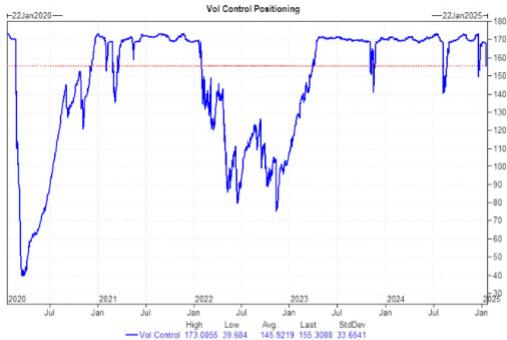 Vol Control Positioning
22Jan2020
22Jan2025
180
170
160
150
140
130
120
110
100
90
80
70
60
50
40
30
2020 2021 2022 2023 2024 2025
Jul Jan Jul Jan Jul Jan Jul Jan Jul Jan
High Low Avg. Last StdDev
Vol Control 173.0855 39.684 145.9219 155.3088 33.6541